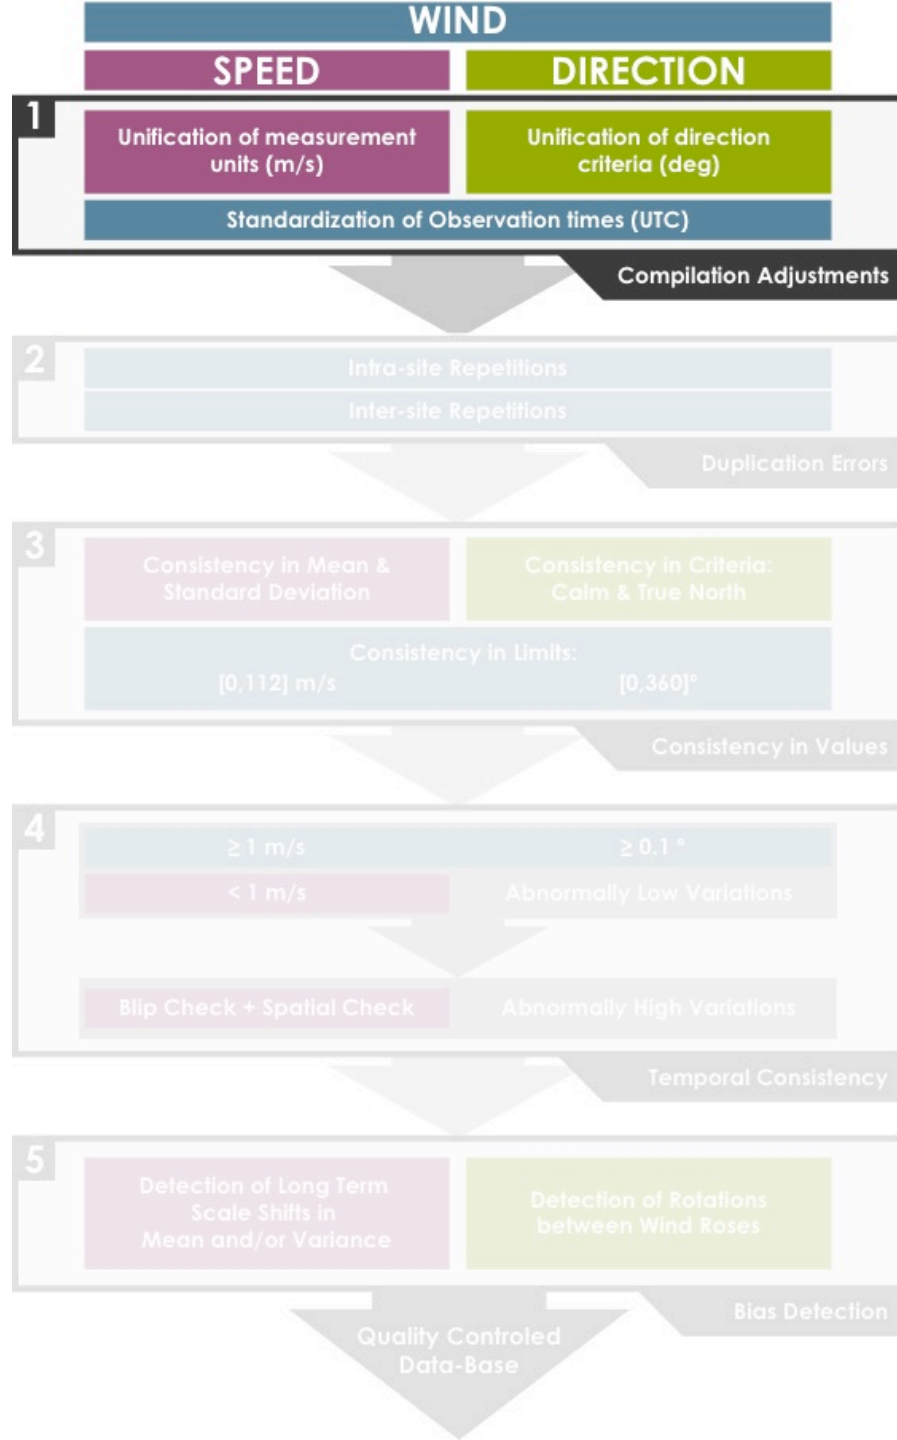 WIND
SPEED
DIRECTION
1
Unification of measurement
units (m/s)
Unification of direction
criteria (deg)
Standardization of Observation times (UTC)
Compilation Adjustments
2
Intra-site Repetitions
Inter-site Repetitions
Duplication Errors
3
Consistency in Mean &
Standard Deviation
Consistency in Criteria:
Calm & True North
Consistency in Limits:
[0,112] m/s
[0,360]°
Consistency in Values
4
≥ 1 m/s
≥ 0.1 °
< 1 m/s
Abnormally Low Variations
Blip Check + Spatial Check
Abnormally High Variations
Temporal Consistency
5
Detection of Long Term
Scale Shifts in
Mean and/or Variance
Detection of Rotations
between Wind Roses
Bias Detection
Quality Controled
Data-Base